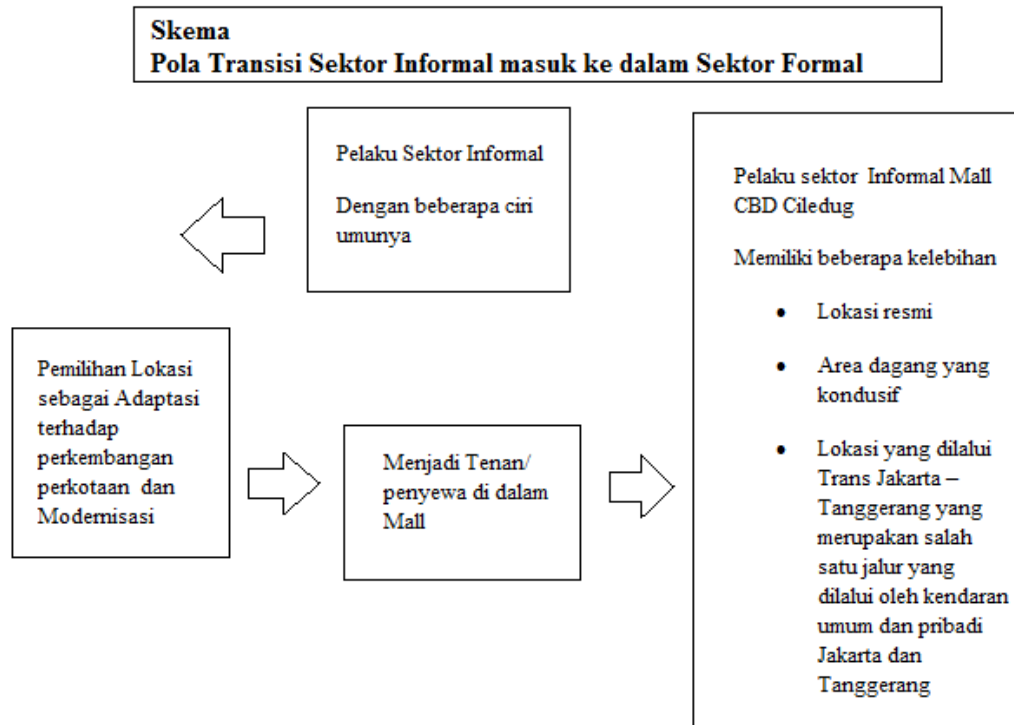 Skema
Pola Transisi Sektor Informal masuk ke dalam Sektor Formal
Pelaku Sektor Informal
Dengan beberapa ciri
umunya
Pemilihan Lokasi
sebagai Adaptasi
terhadap
perkembangan
perkotaan dan
Modernisasi
Menjadi Tenan/
penyewa di dalam
Mall
Pelaku sektor Informal Mall
CBD Ciledug
Memiliki beberapa kelebihan
• Lokasi resmi
• Area dagang yang
kondusif
• Lokasi yang dilalui
Trans Jakarta –
Tanggerang yang
merupakan salah
satu jalur yang
dilalui oleh kendaran
umum dan pribadi
Jakarta dan
Tanggerang